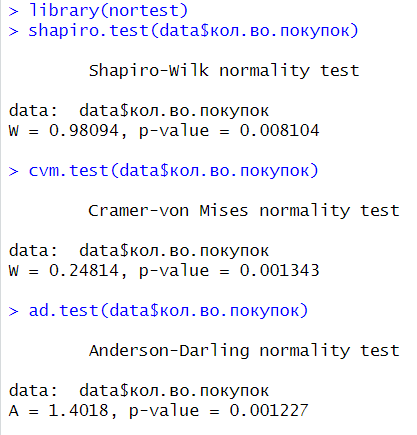 > library(nortest)
> shapiro.test(data$кол.во.покупок)
Shapiro-Wilk normality test
data:  data$кол.во.покупок
W = 0.98094, p-value = 0.008104
> cvm.test(data$кол.во.покупок)
Cramer-von Mises normality test
data:  data$кол.во.покупок
W = 0.24814, p-value = 0.001343
> ad.test(data$кол.во.покупок)
Anderson-Darling normality test
data:  data$кол.во.покупок
A = 1.4018, p-value = 0.001227